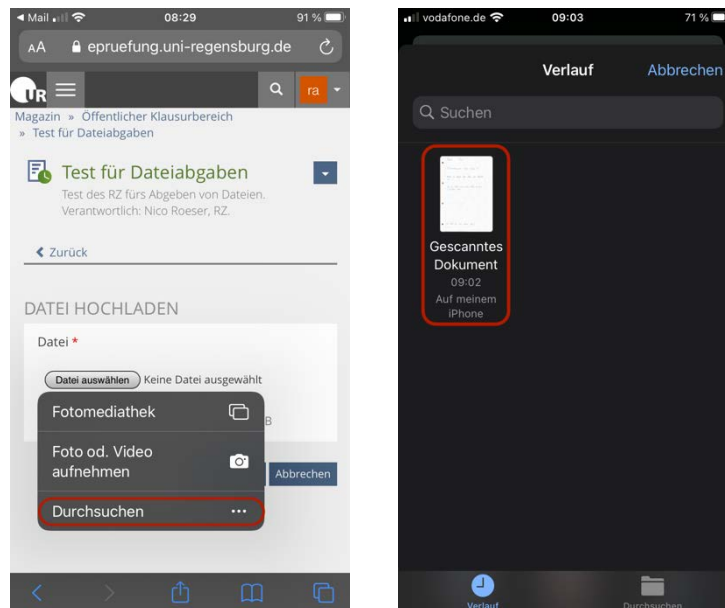 Mail
08:29
91 %
AA epruefung.uni-regensburg.de
UR
ra
Magazin » Öffentlicher Klausurbereich
» Test für Dateiabgaben
Test für Dateiabgaben
Test des RZ fürs Abgeben von Dateien.
Verantwortlich: Nico Roeser, RZ.
Zurück
DATEI HOCHLADEN
Datei *
Datei auswählen Keine Datei ausgewählt
Fotomediathek
B
Foto od. Video
aufnehmen
Abbrechen
Durchsuchen
vodafone.de
09:03
71 %
Verlauf
Abbrechen
Suchen
Gescanntes
Dokument
09:02
Auf meinem
iPhone
Verlauf
Durchsuchen